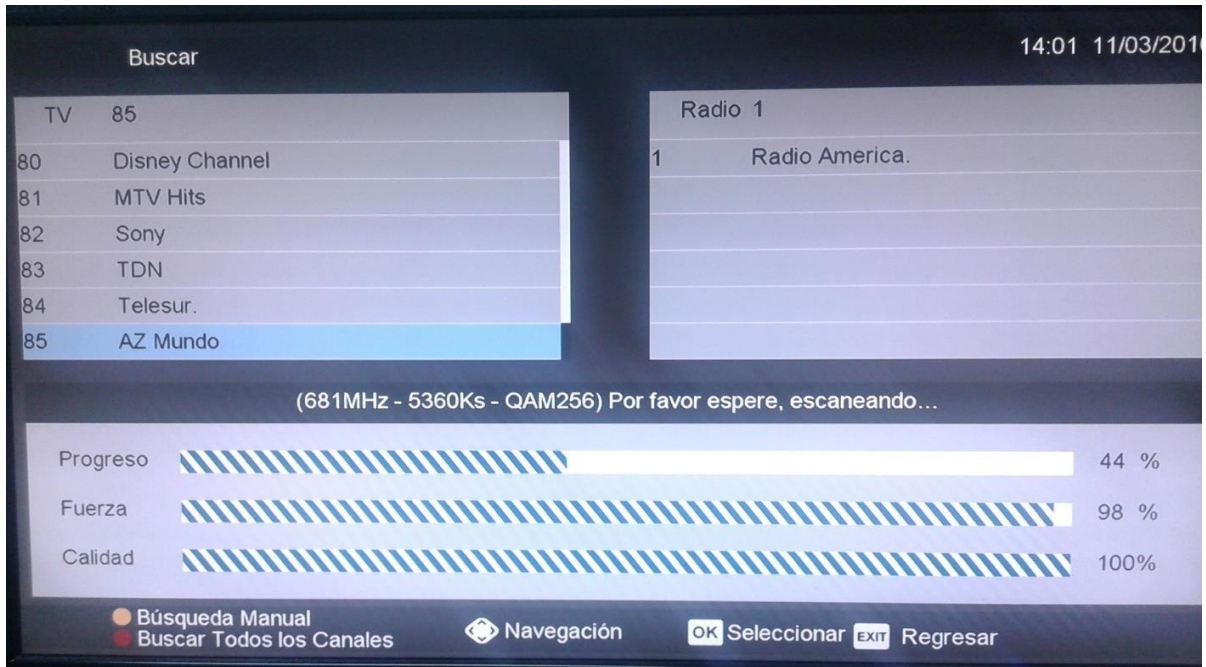 Buscar
14:01 11/03/201
TV 85
Radio 1
80 Disney Channel
1 Radio America.
81 MTV Hits
82 Sony
83 TDN
84 Telesur.
85 AZ Mundo
(681MHz - 5360Ks - QAM256) Por favor espere, escaneando...
Progreso 44 %
Fuerza 98 %
Calidad 100%
Búsqueda Manual
Buscar Todos los Canales
Navegación
OK Seleccionar EXIT Regresar